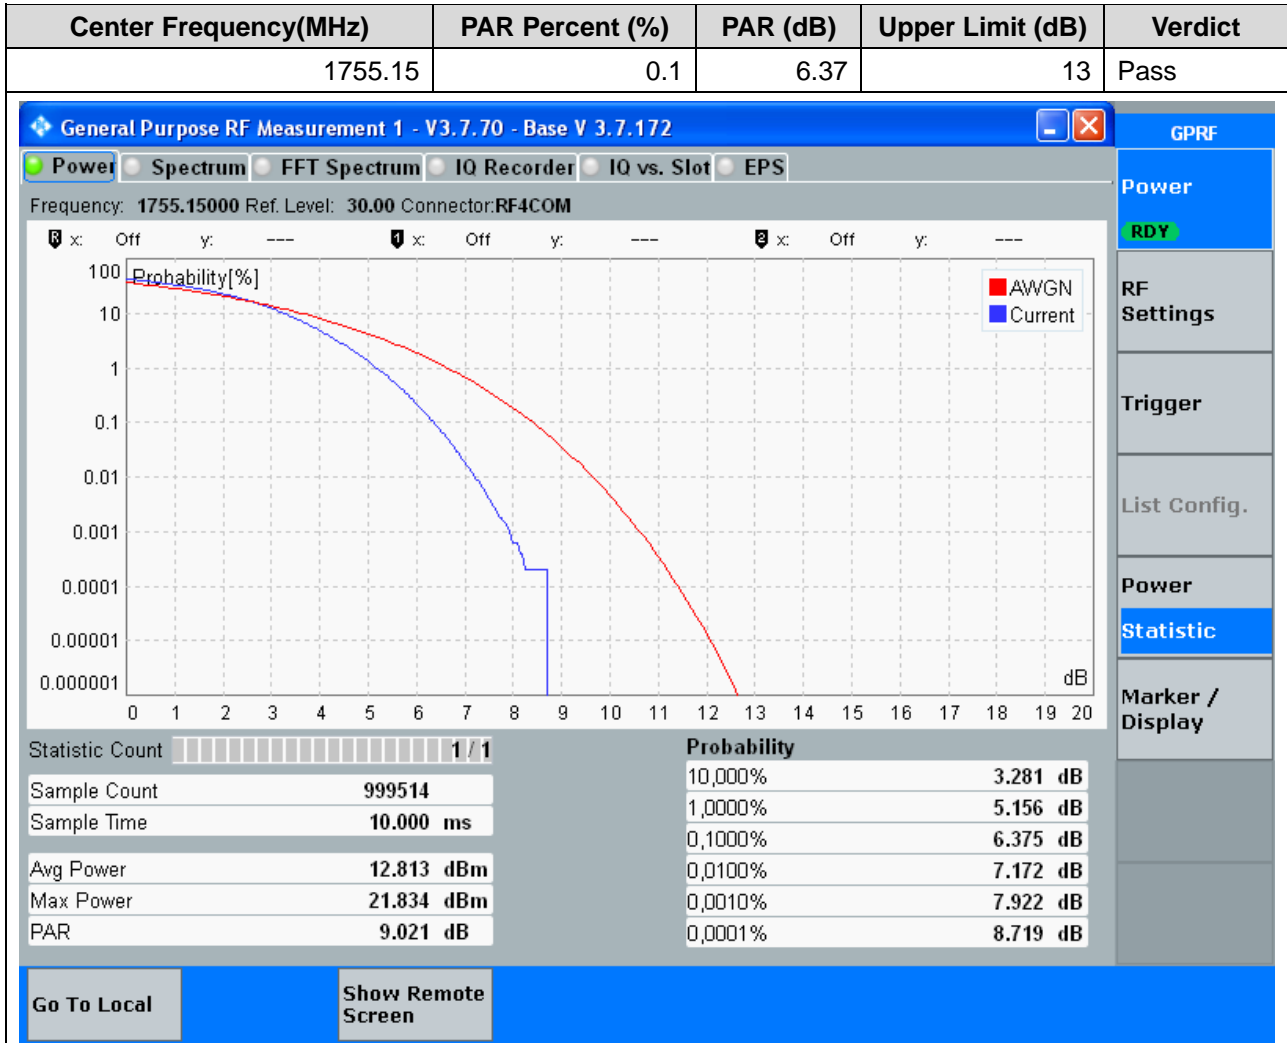 Center Frequency(MHz) PAR Percent (%) PAR (dB) Upper Limit (dB) Verdict
1755.15 0.1 6.37 13 Pass
General Purpose RF Measurement 1 - V3.7.70 - Base V 3.7.172
GPRF
Power Spectrum FFT Spectrum IQ Recorder IQ vs. Slot EPS
Frequency: 1755.15000 Ref. Level: 30.00 Connector:RF4COM
R x: Off y: --- 1 x: Off y: --- 2 x: Off y: ---
Probability[%]
AWGN
Current
100
10
1
0.1
0.01
0.001
0.0001
0.00001
0.000001
dB
0 1 2 3 4 5 6 7 8 9 10 11 12 13 14 15 16 17 18 19 20
Statistic Count 1 / 1
Sample Count 999514
Sample Time 10.000 ms
Avg Power 12.813 dBm
Max Power 21.834 dBm
PAR 9.021 dB
Probability
10,000% 3.281 dB
1,0000% 5.156 dB
0,1000% 6.375 dB
0,0100% 7.172 dB
0,0010% 7.922 dB
0,0001% 8.719 dB
Power
RDY
RF
Settings
Trigger
List Config.
Power
Statistic
Marker /
Display
Go To Local
Show Remote
Screen